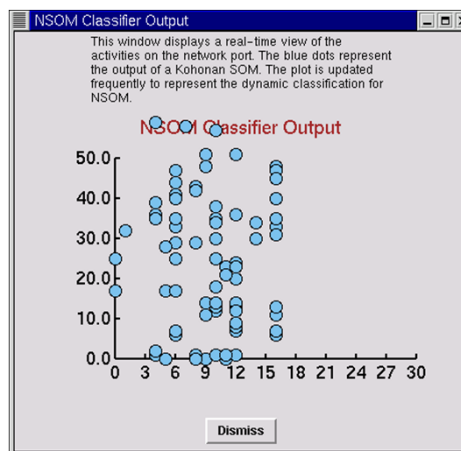 NSOM Classifier Output
This window displays a real-time view of the
activities on the network port. The blue dots represent
the output of a Kohonan SOM. The plot is updated
frequently to represent the dynamic classification for
NSOM.
NSOM Classifier Output
50.0
40.0
30.0
20.0
10.0
0.0
0 3 6 9 12 15 18 21 24 27 30
Dismiss